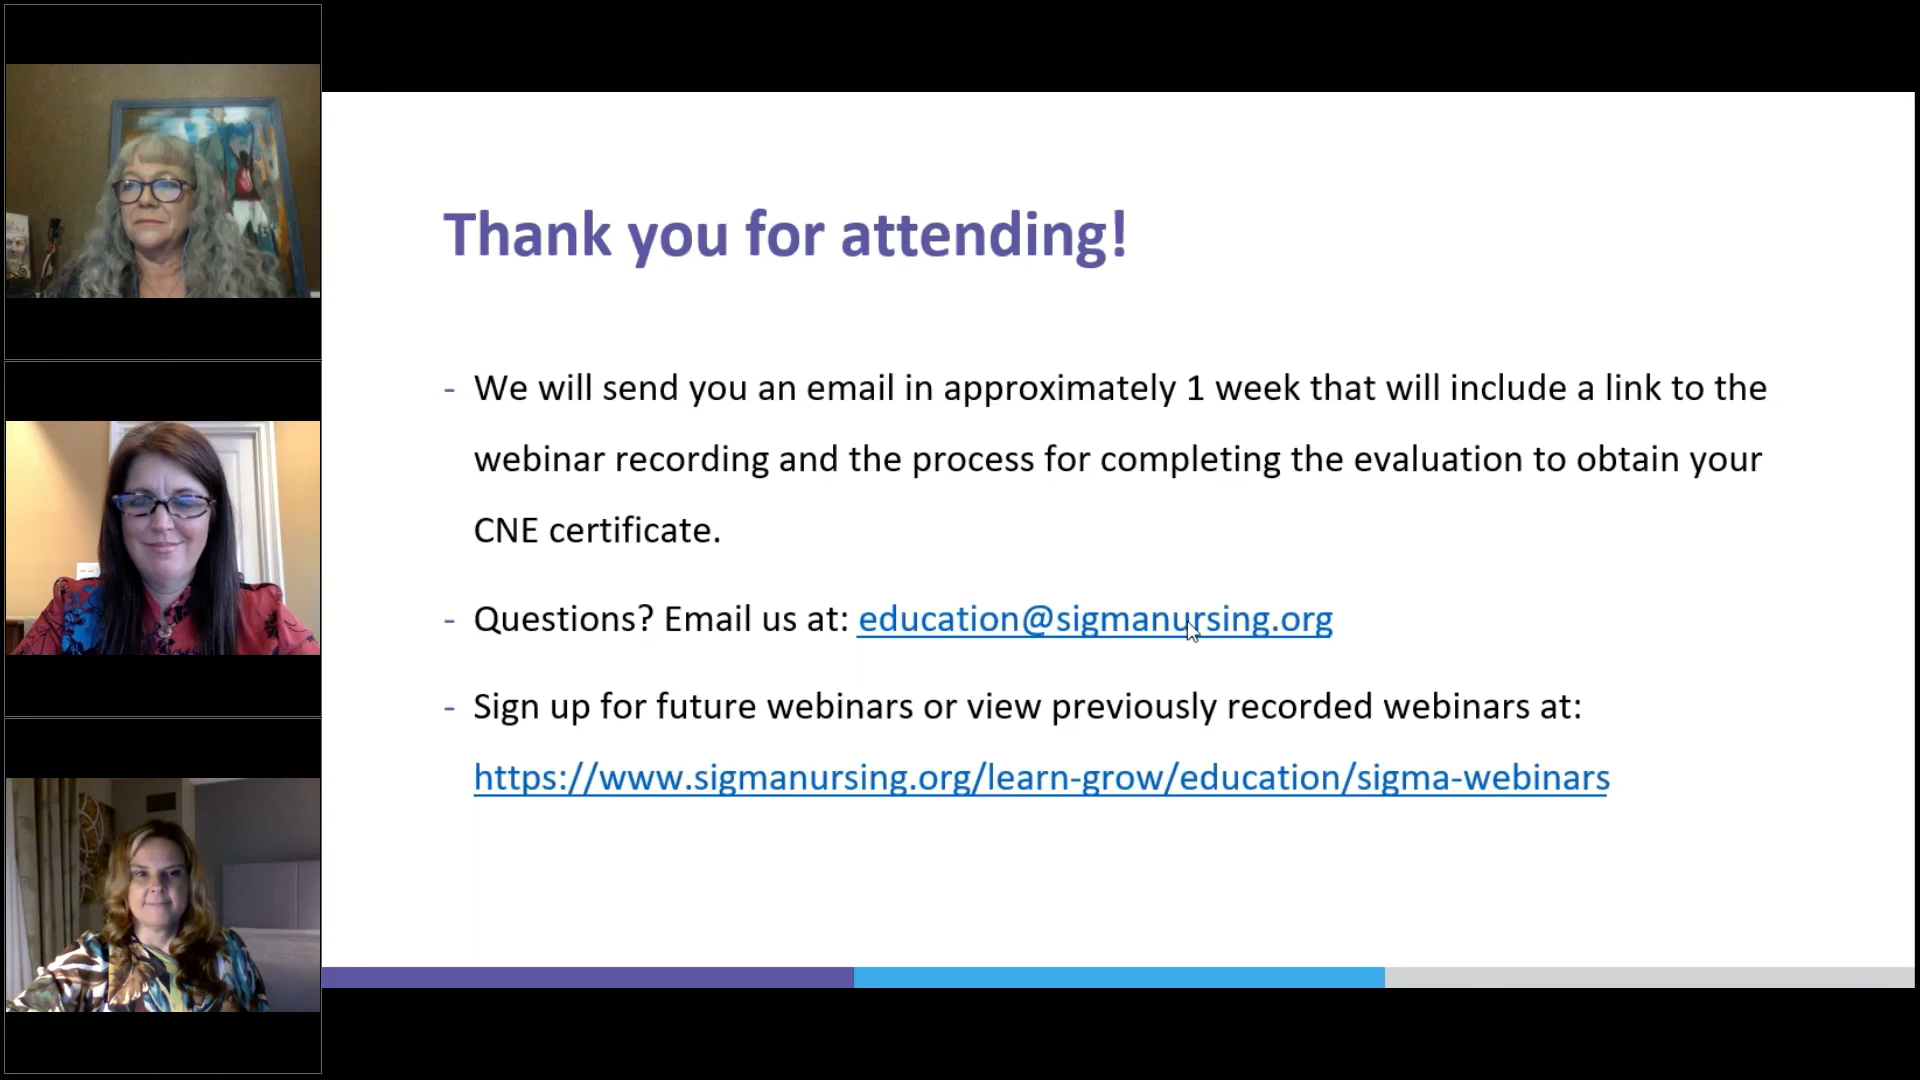 Thank you for attending!
- We will send you an email in approximately 1 week that will include a link to the
webinar recording and the process for completing the evaluation to obtain your
CNE certificate.
- Questions? Email us at: education@sigmanursing.org
- Sign up for future webinars or view previously recorded webinars at:
https://www.sigmanursing.org/learn-grow/education/sigma-webinars